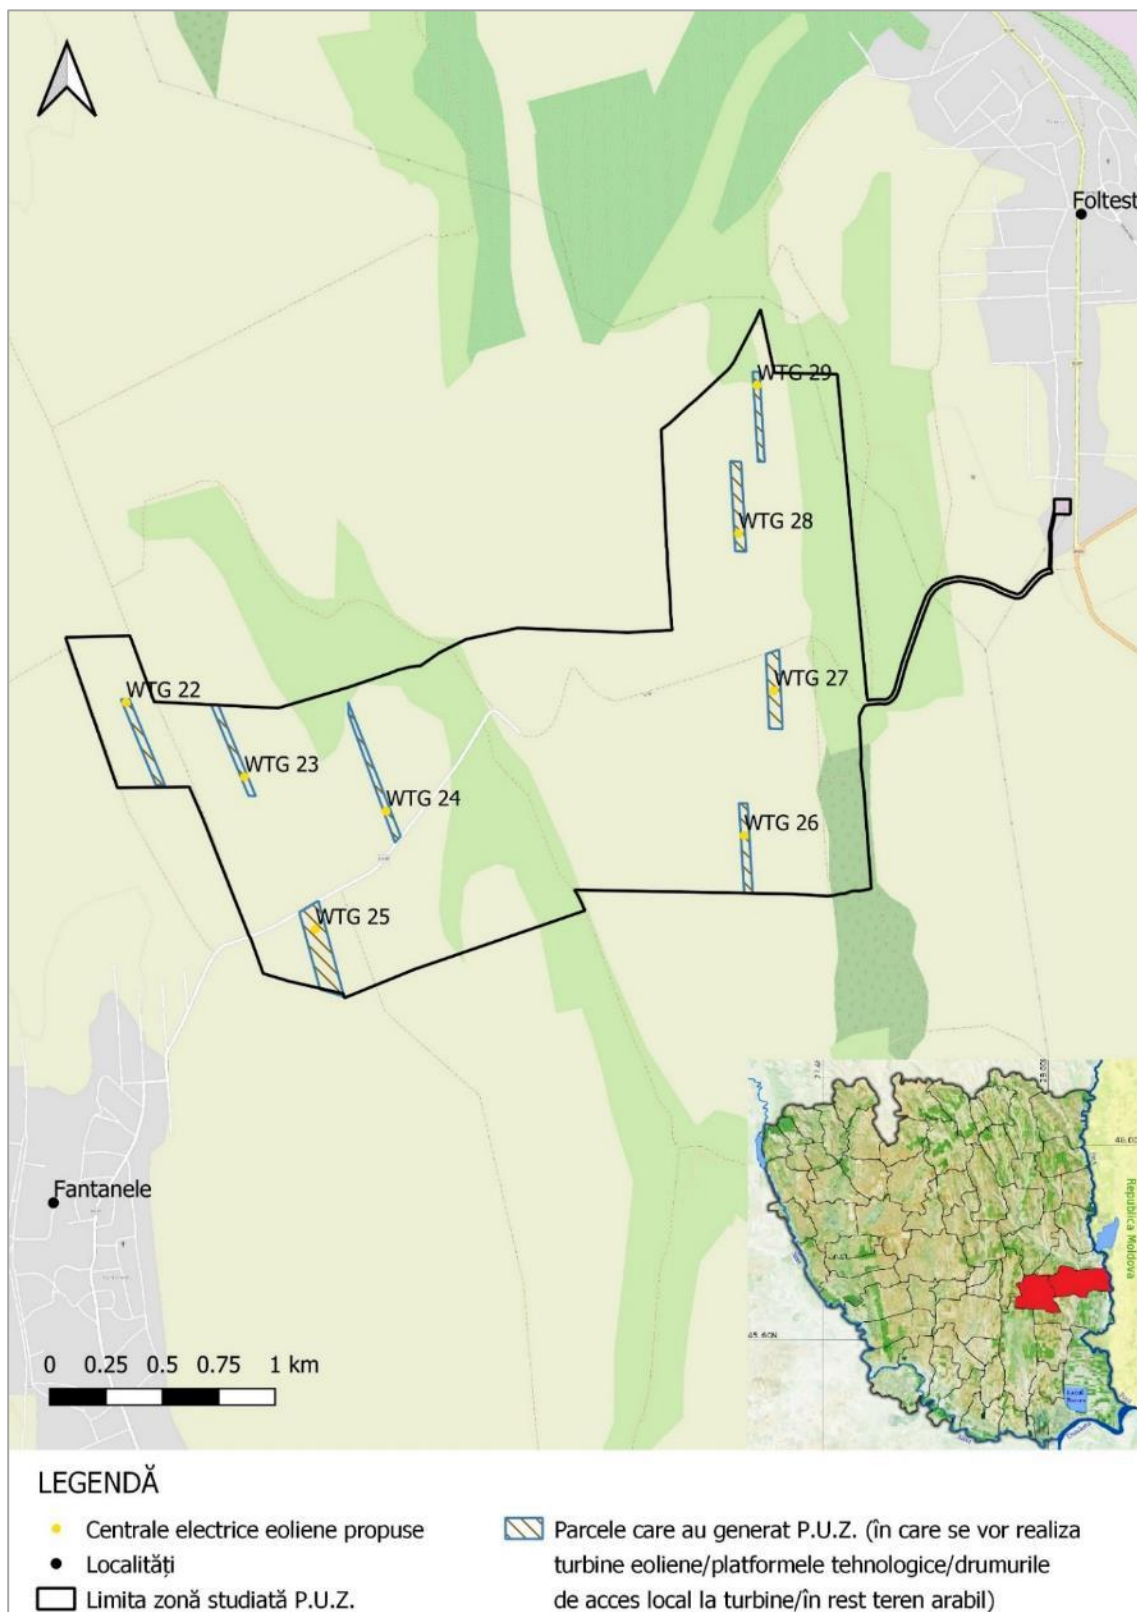 Foltest
WTG 29
WTG 28
WTG 27
WTG 22
WTG 23
WTG 24
WTG 26
WTG 25
Fantanele
0 0.25 0.5 0.75 1 km
Republica Moldova
45.60N
LEGENDĂ
Centrale electrice eoliene propuse
Localități
Limita zonă studiată P.U.Z.
Parcele care au generat P.U.Z. (în care se vor realiza
turbine eoliene/platformele tehnologice/drumurile
de acces local la turbine/în rest teren arabil)